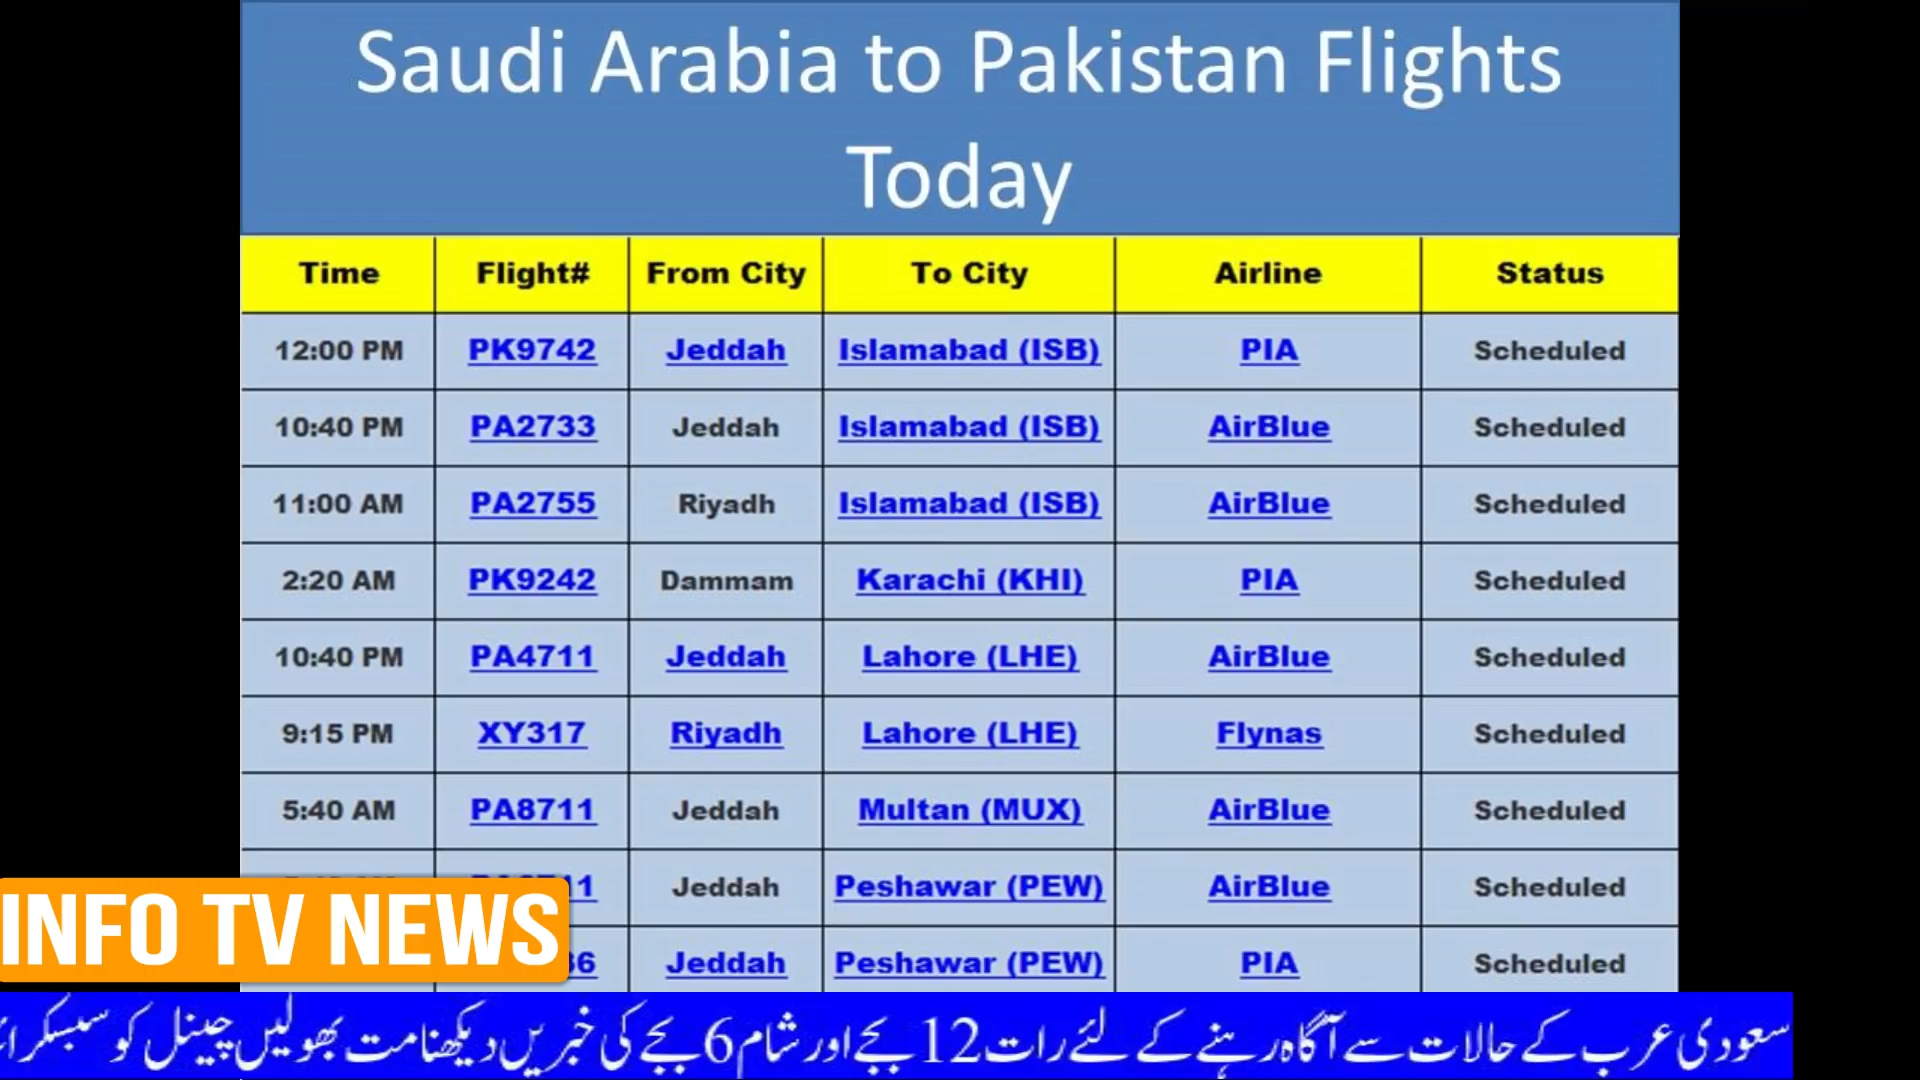 Saudi Arabia to Pakistan Flights
Today
Time Flight# From City To City Airline Status
12:00 PM PK9742 Jeddah Islamabad (ISB) PIA Scheduled
10:40 PM PA2733 Jeddah Islamabad (ISB) AirBlue Scheduled
11:00 AM PA2755 Riyadh Islamabad (ISB) AirBlue Scheduled
2:20 AM PK9242 Dammam Karachi (KHI) PIA Scheduled
10:40 PM PA4711 Jeddah Lahore (LHE) AirBlue Scheduled
9:15 PM XY317 Riyadh Lahore (LHE) Flynas Scheduled
5:40 AM PA8711 Jeddah Multan (MUX) AirBlue Scheduled
Jeddah Peshawar (PEW) AirBlue Scheduled
Jeddah Peshawar (PEW) PIA Scheduled
INFO TV NEWS
سعودی عرب کے حالات سے آگاہ رہنے کے لئے رات 12 بجے اور شام 6 بجے کی خبریں دیکھنا مت بھولیں چینل کو